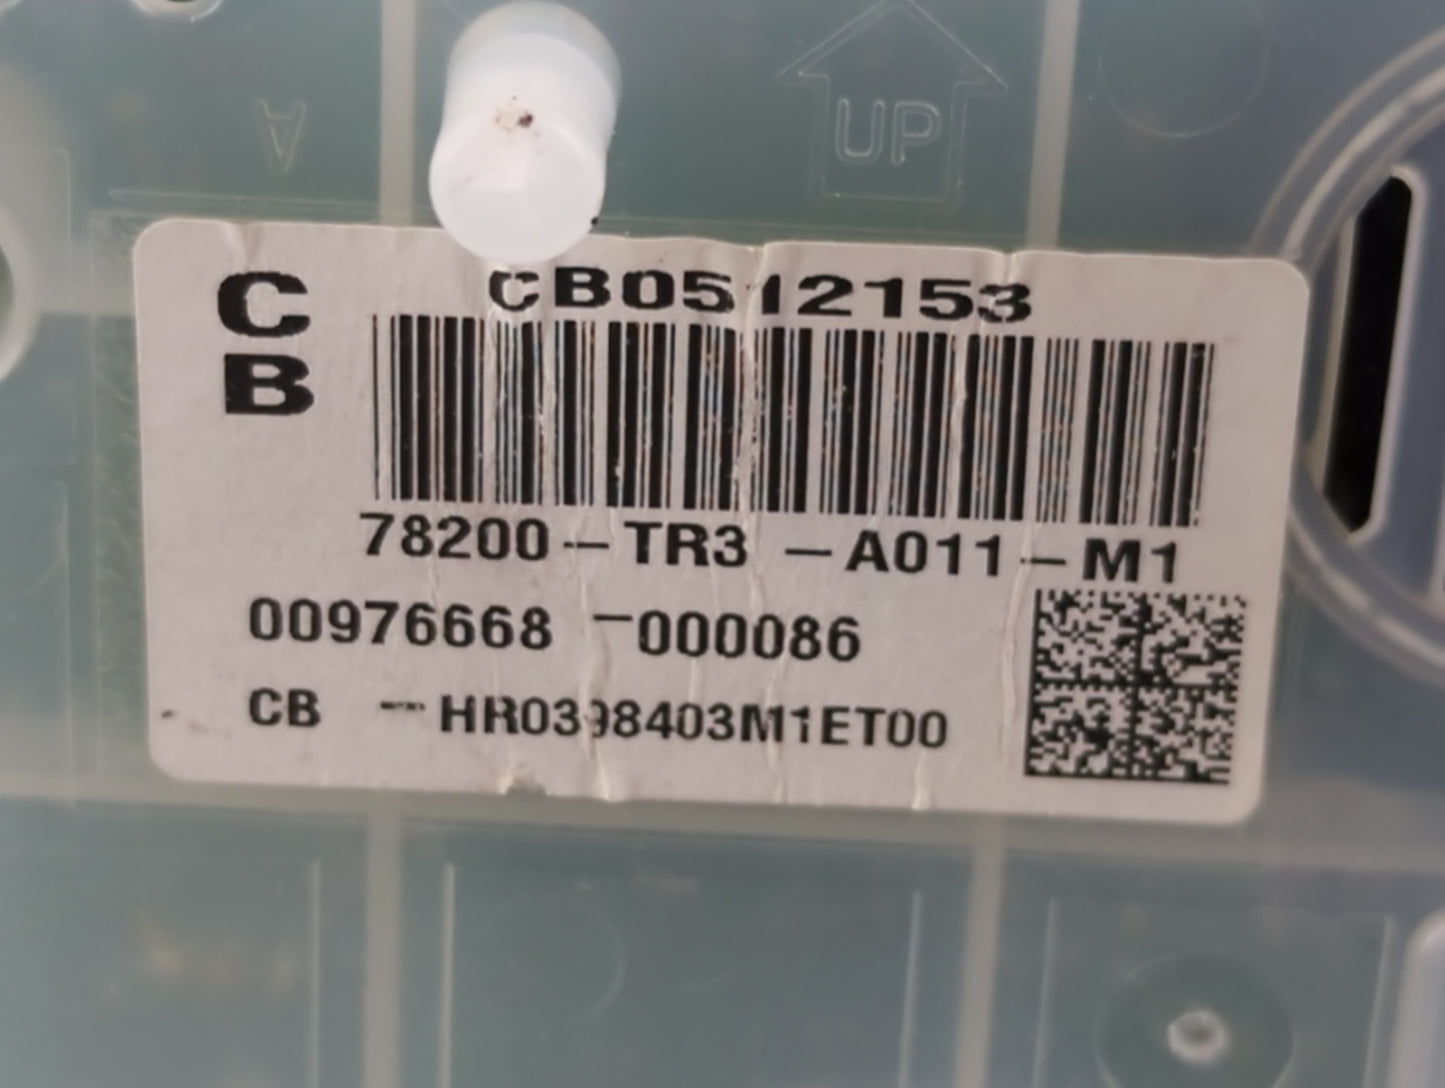 A
UP
C
B
CB0512153
78200-TR3 -A011-M1
00976668 -000086
CB -HR0398403M1ET00